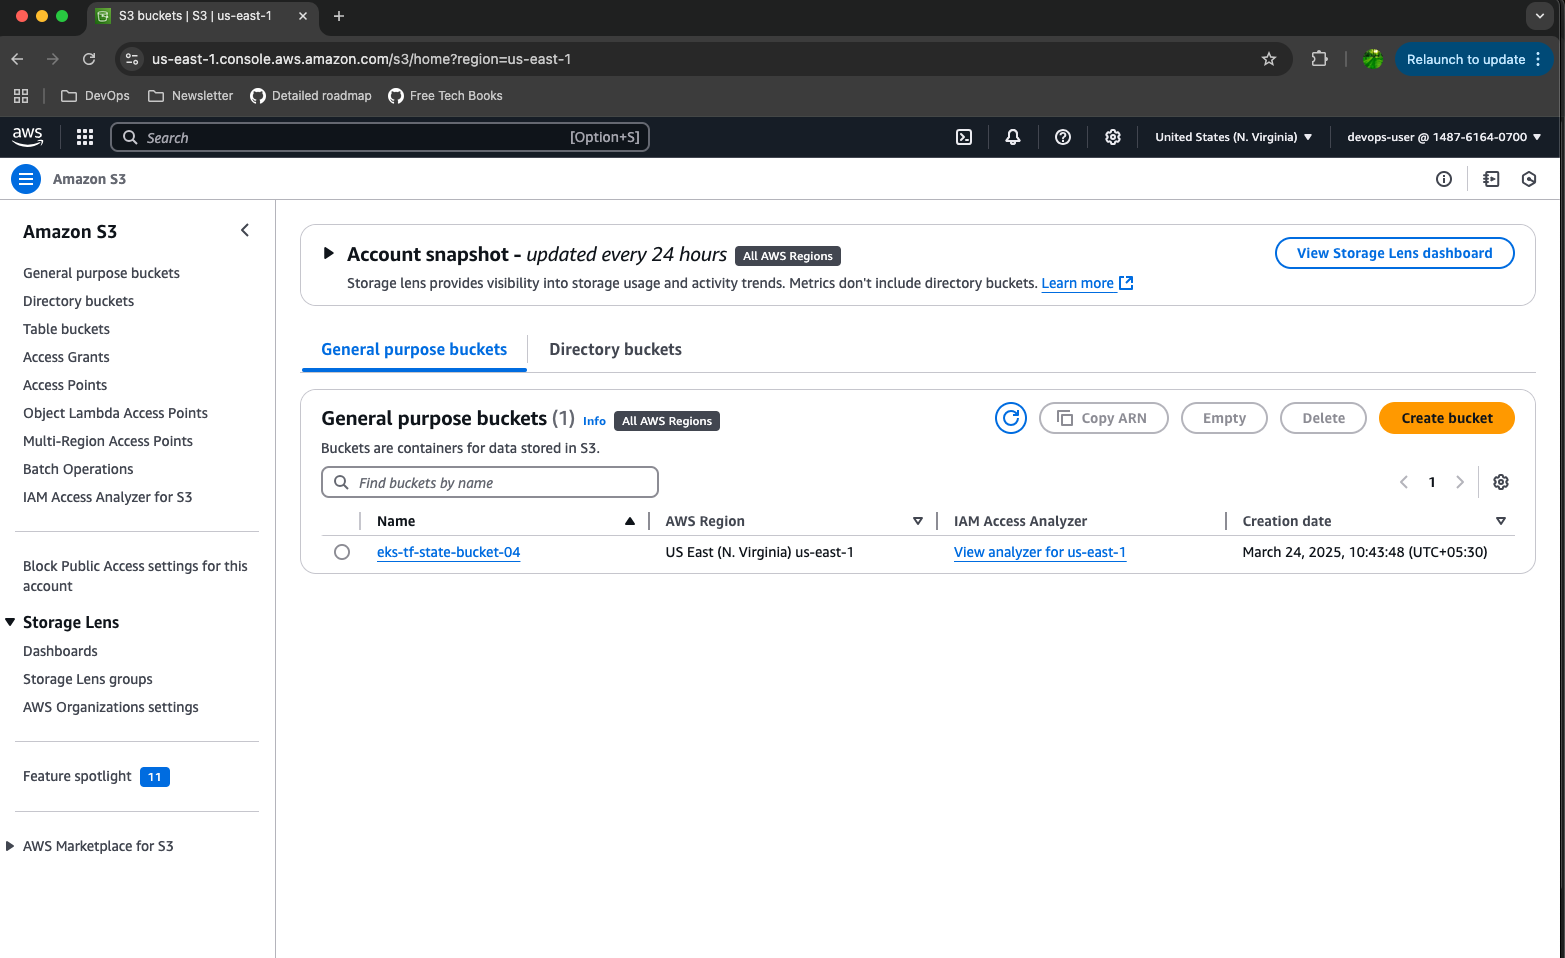 S3 buckets | S3 | us-east-1
us-east-1.console.aws.amazon.com/s3/home?region=us-east-1
Relaunch to update
DevOps
Newsletter
Detailed roadmap
Free Tech Books
aws
Search
[Option+S]
United States (N. Virginia)
devops-user @ 1487-6164-0700
Amazon S3
Amazon S3
General purpose buckets
Directory buckets
Table buckets
Access Grants
Access Points
Object Lambda Access Points
Multi-Region Access Points
Batch Operations
IAM Access Analyzer for S3
Block Public Access settings for this
account
Storage Lens
Dashboards
Storage Lens groups
AWS Organizations settings
Feature spotlight 11
AWS Marketplace for S3
Account snapshot - updated every 24 hours All AWS Regions
View Storage Lens dashboard
Storage lens provides visibility into storage usage and activity trends. Metrics don't include directory buckets. Learn more
General purpose buckets
Directory buckets
General purpose buckets (1) Info All AWS Regions
Copy ARN
Empty
Delete
Create bucket
Buckets are containers for data stored in S3.
Find buckets by name
1
Name AWS Region IAM Access Analyzer Creation date
eks-tf-state-bucket-04 US East (N. Virginia) us-east-1 View analyzer for us-east-1 March 24, 2025, 10:43:48 (UTC+05:30)